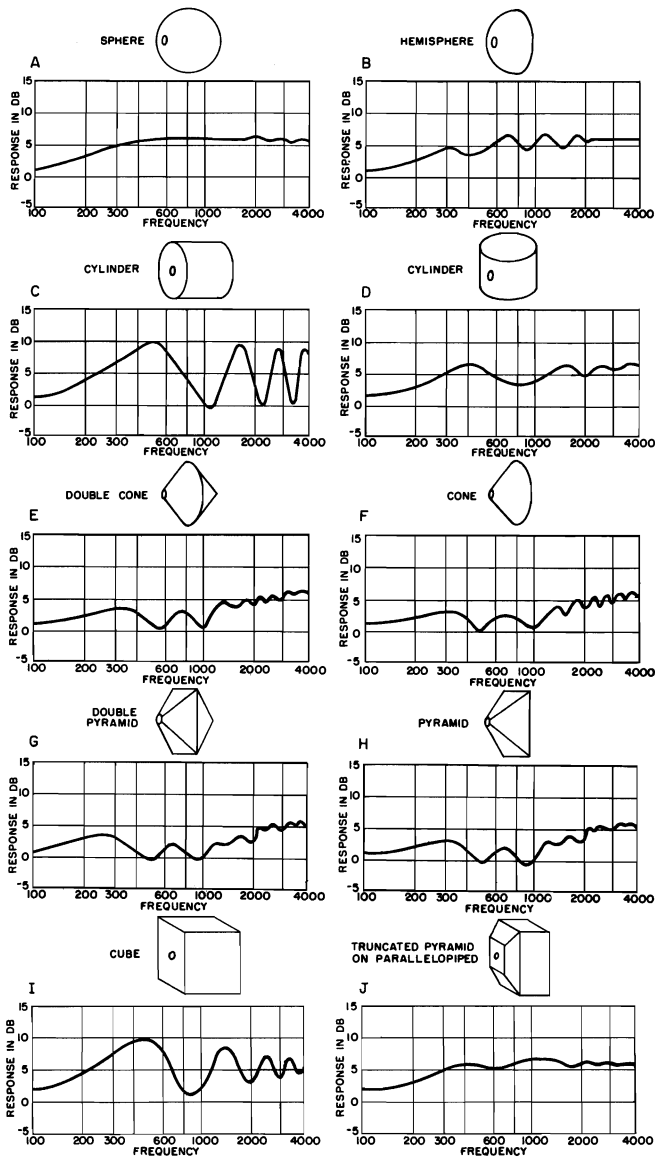 SPHERE
A
RESPONSE IN DB
15
10
5
0
-5
100 200 300 600 1000 2000 4000
FREQUENCY
HEMISPHERE
B
RESPONSE IN DB
15
10
5
0
-5
100 200 300 600 1000 2000 4000
FREQUENCY
CYLINDER
C
RESPONSE IN DB
15
10
5
0
-5
100 200 300 600 1000 2000 4000
FREQUENCY
CYLINDER
D
RESPONSE IN DB
15
10
5
0
-5
100 200 300 600 1000 2000 4000
FREQUENCY
DOUBLE CONE
E
RESPONSE IN DB
15
10
5
0
-5
100 200 300 600 1000 2000 4000
FREQUENCY
CONE
F
RESPONSE IN DB
15
10
5
0
-5
100 200 300 600 1000 2000 4000
FREQUENCY
DOUBLE
PYRAMID
G
RESPONSE IN DB
15
10
5
0
-5
100 200 300 600 1000 2000 4000
FREQUENCY
PYRAMID
H
RESPONSE IN DB
15
10
5
0
-5
100 200 300 600 1000 2000 4000
FREQUENCY
CUBE
I
RESPONSE IN DB
15
10
5
0
-5
100 200 300 600 1000 2000 4000
FREQUENCY
TRUNCATED PYRAMID
ON PARALLELOPIPED
J
RESPONSE IN DB
15
10
5
0
-5
100 200 300 600 1000 2000 4000
FREQUENCY